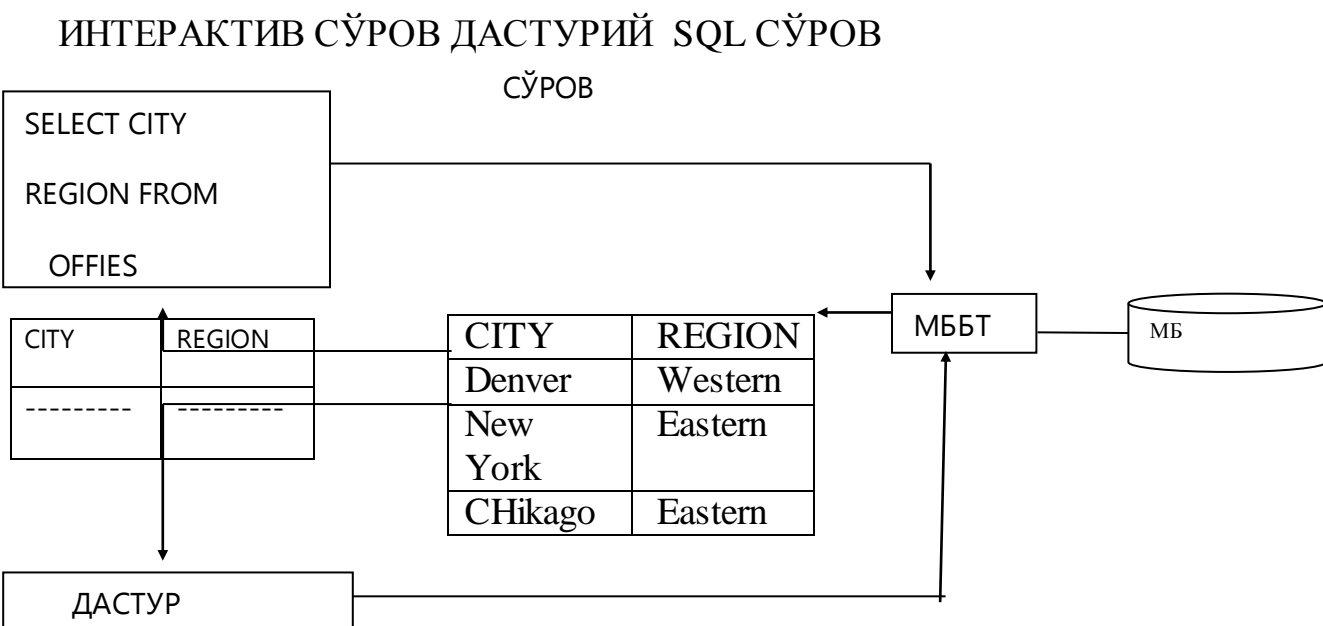 ИНТЕРАКТИВ СЎРОВ ДАСТУРИЙ SQL СЎРОВ
СЎРОВ
SELECT CITY
REGION FROM
OFFIES
CITY REGION
--------- ---------
CITY REGION
Denver Western
New Eastern
York
CHikago Eastern
МББТ
МБ
ДАСТУР